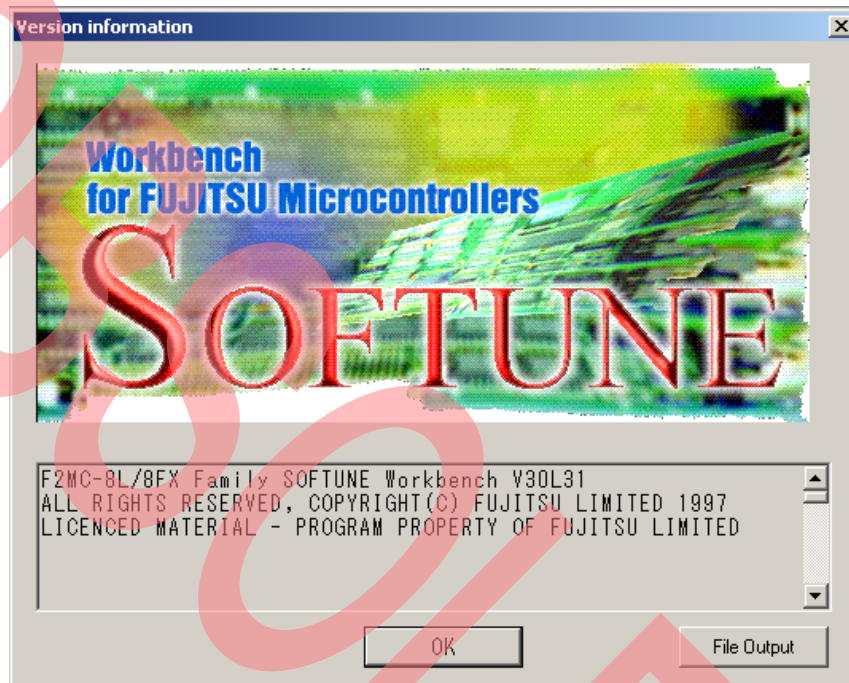 Version information
Workbench
for FUJITSU Microcontrollers
SOFTUNE
F2MC-8L/8FX Family SOFTUNE Workbench V30L31
ALL RIGHTS RESERVED, COPYRIGHT(C) FUJITSU LIMITED 1997
LICENCED MATERIAL - PROGRAM PROPERTY OF FUJITSU LIMITED
OK
File Output